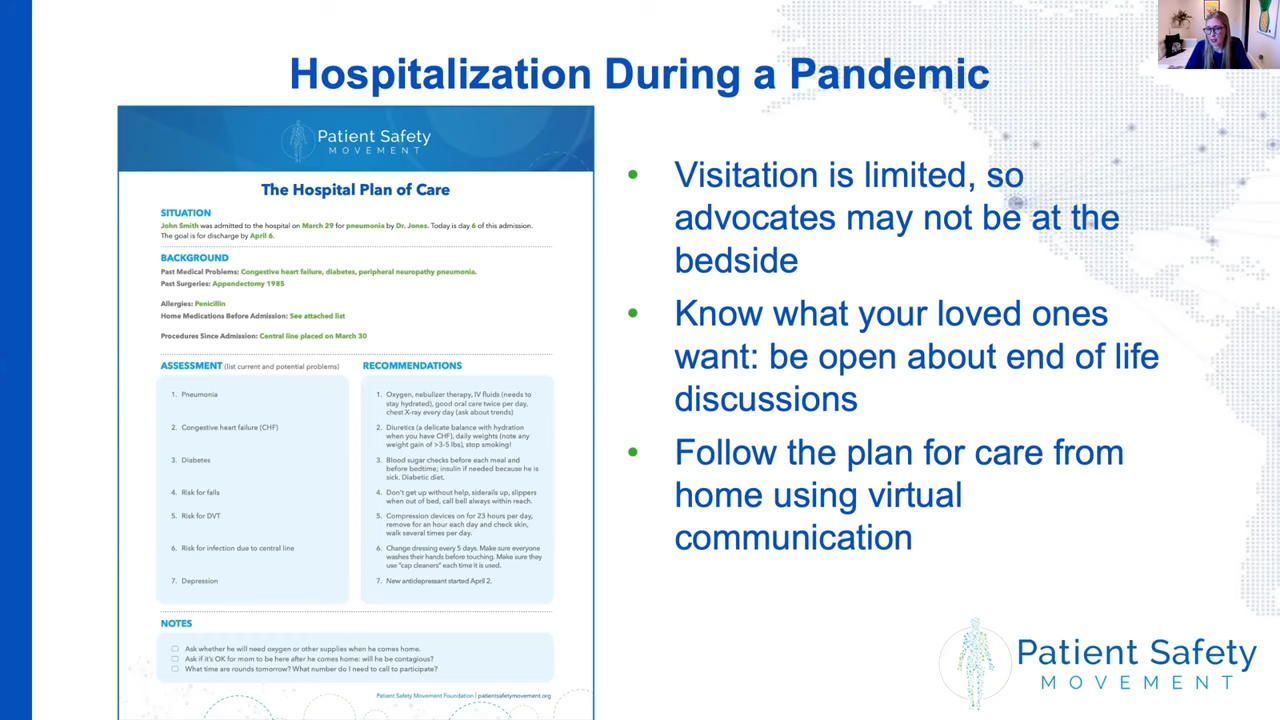 Hospitalization During a Pandemic
Patient Safety
MOVEMENT
The Hospital Plan of Care
SITUATION
John Smith was admitted to the hospital on March 29 for pneumonia by Dr. Jones. Today is day 6 of this admission.
The goal is for discharge by April 6.
BACKGROUND
Past Medical Problems: Congestive heart failure, diabetes, peripheral neuropathy pneumonia.
Past Surgeries: Appendectomy 1985
Allergies: Penicillin
Home Medications Before Admission: See attached list
Procedures Since Admission: Central line placed on March 30
ASSESSMENT (list current and potential problems)
1. Pneumonia
2. Congestive heart failure (CHF)
3. Diabetes
4. Risk for falls
5. Risk for DVT
6. Risk for infection due to central line
7. Depression
RECOMMENDATIONS
1. Oxygen, nebulizer therapy, IV fluids (needs to
stay hydrated), good oral care twice per day,
chest X-ray every day (ask about trends)
2. Diuretics (a delicate balance with hydration
when you have CHF), daily weights (note any
weight gain of >3-5 lbs), stop smoking!
3. Blood sugar checks before each meal and
before bedtime; insulin if needed because he is
sick. Diabetic diet.
4. Don't get up without help, siderails up, slippers
when out of bed, call bell always within reach.
5. Compression devices on for 23 hours per day,
remove for an hour each day and check skin,
walk several times per day.
6. Change dressing every 5 days. Make sure everyone
washes their hands before touching. Make sure they
use "cap cleaners" each time it is used.
7. New antidepressant started April 2.
NOTES
Ask whether he will need oxygen or other supplies when he comes home.
Ask if it's OK for mom to be here after he comes home: will he be contagious?
What time are rounds tomorrow? What number do I need to call to participate?
Patient Safety Movement Foundation | patientsafetymovement.org
• Visitation is limited, so
advocates may not be at the
bedside
• Know what your loved ones
want: be open about end of life
discussions
• Follow the plan for care from
home using virtual
communication
Patient Safety
MOVEMENT